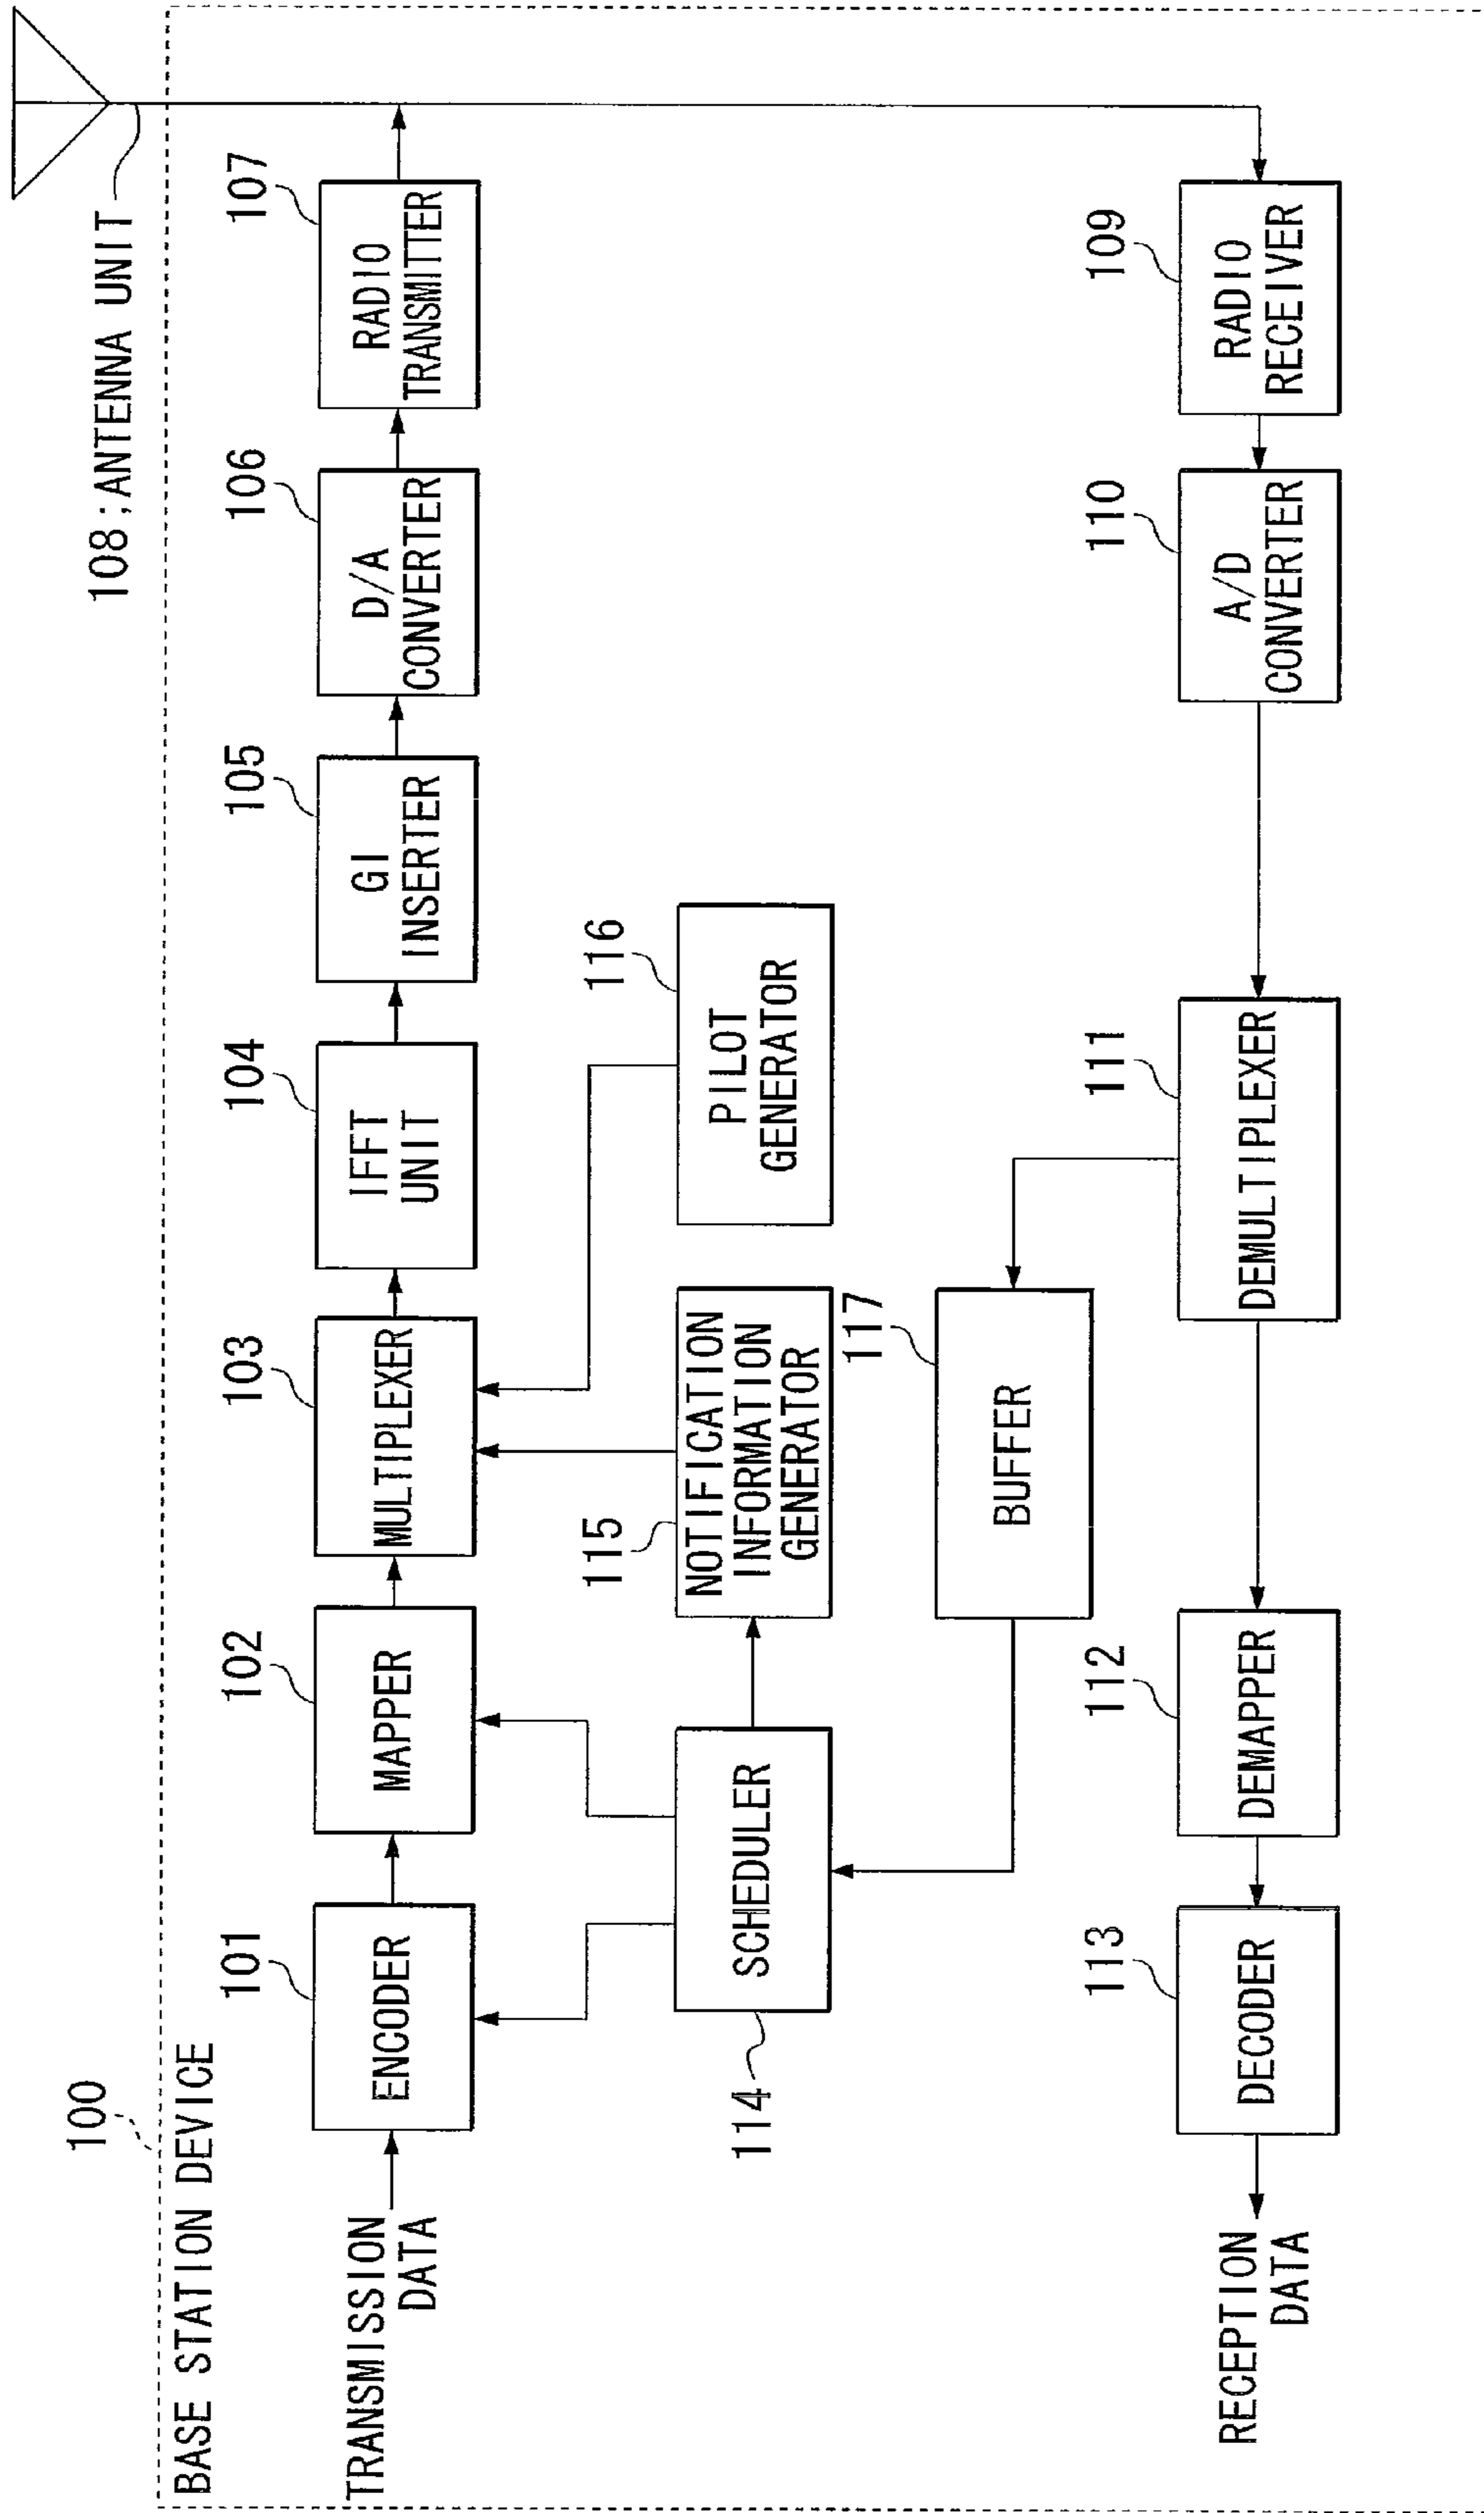 100
BASE STATION DEVICE
108;ANTENNA UNIT
101
102
103
104
105
106
107
TRANSMISSION
DATA
ENCODER
MAPPER
MULTIPLEXER
IFFT
UNIT
GI
INSERTER
D/A
CONVERTER
RADIO
TRANSMITTER
115
116
114
SCHEDULER
NOTIFICATION
INFORMATION
GENERATOR
PILOT
GENERATOR
117
BUFFER
113
112
111
110
109
RECEPTION
DATA
DECODER
DEMAPPER
DEMULTIPLEXER
A/D
CONVERTER
RADIO
RECEIVER